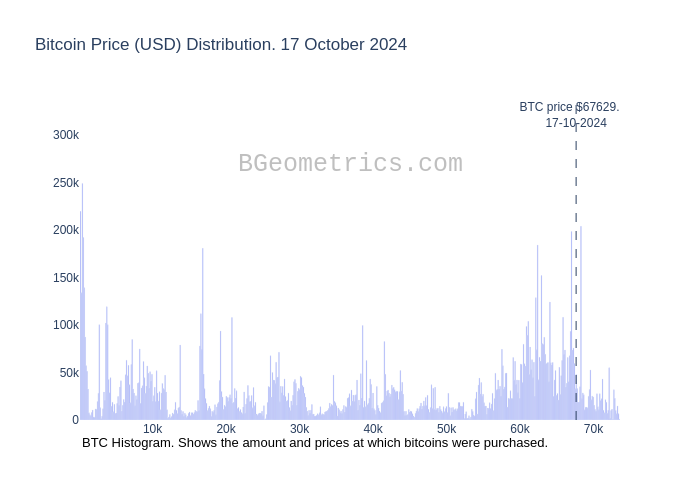 Bitcoin Price (USD) Distribution. 17 October 2024
BTC price $67629.
17-10-2024
300k
BGeometrics.com
250k
200k
150k
100k
50k
0
10k 20k 30k 40k 50k 60k 70k
BTC Histogram. Shows the amount and prices at which bitcoins were purchased.